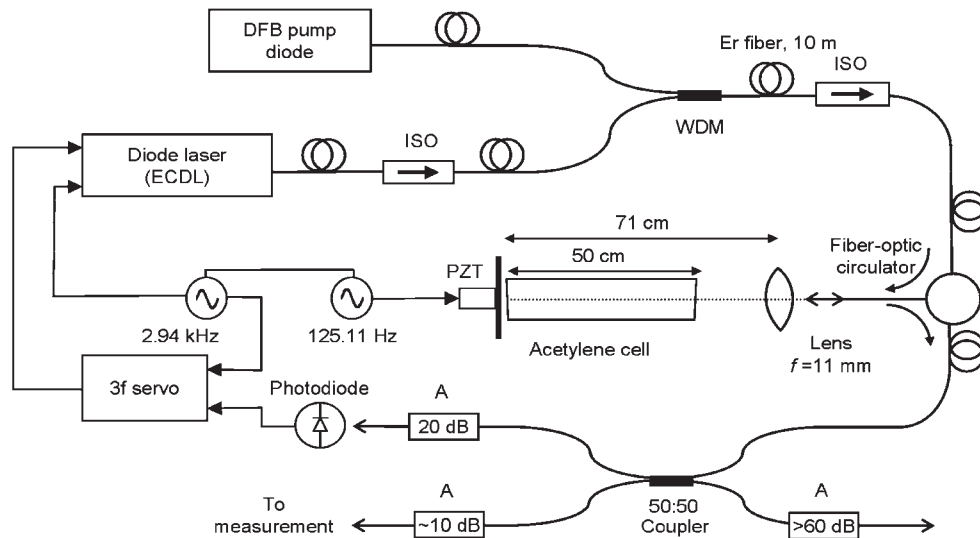 DFB pump
diode
Er fiber, 10 m
ISO
WDM
Diode laser
(ECDL)
ISO
71 cm
50 cm
PZT
Fiber-optic
circulator
2.94 kHz
125.11 Hz
Acetylene cell
Lens
f =11 mm
3f servo
Photodiode
A
20 dB
To
measurement
A
~10 dB
50:50
Coupler
A
>60 dB